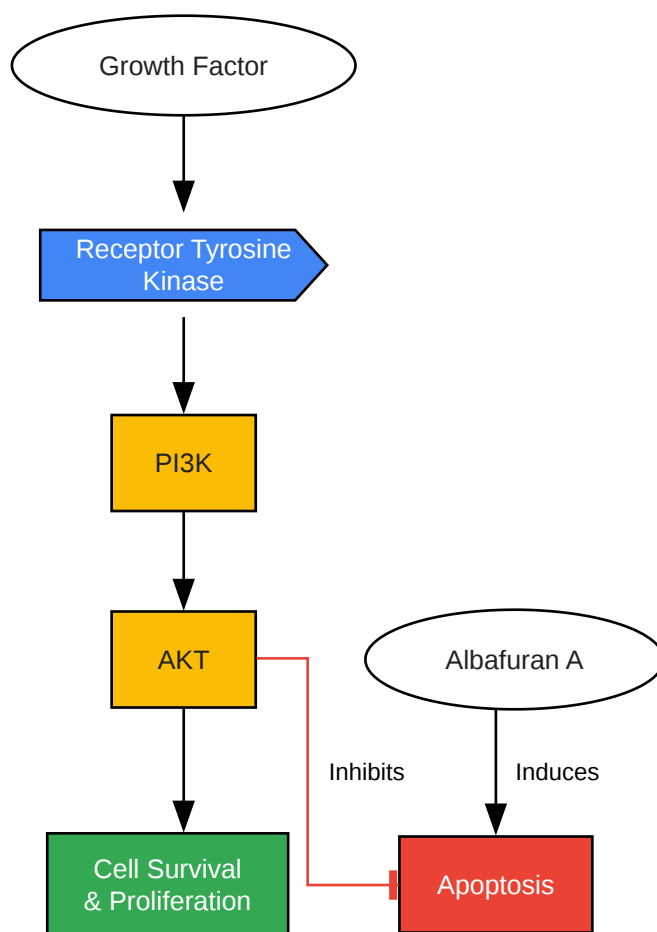 Growth Factor
Receptor Tyrosine
Kinase
PI3K
AKT
Albafuran A
Inhibits
Induces
Cell Survival
& Proliferation
Apoptosis